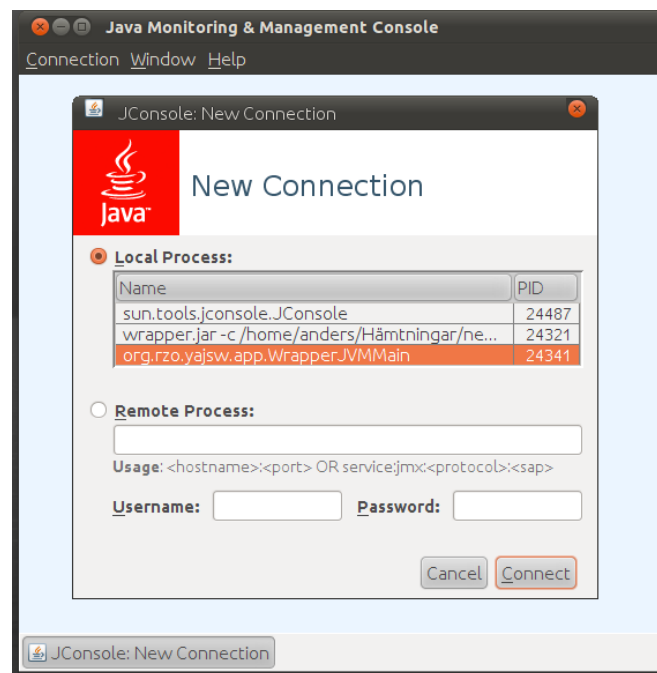 Java Monitoring & Management Console
Connection Window Help
JConsole: New Connection
Java™
New Connection
Local Process:
Name PID
sun.tools.jconsole.JConsole 24487
wrapper.jar -c /home/anders/Hämtningar/ne... 24321
org.rzo.yajsw.app.WrapperJVMMain 24341
Remote Process:
Usage: <hostname>:<port> OR service:jmx:<protocol>:<sap>
Username: Password:
Cancel Connect
JConsole: New Connection